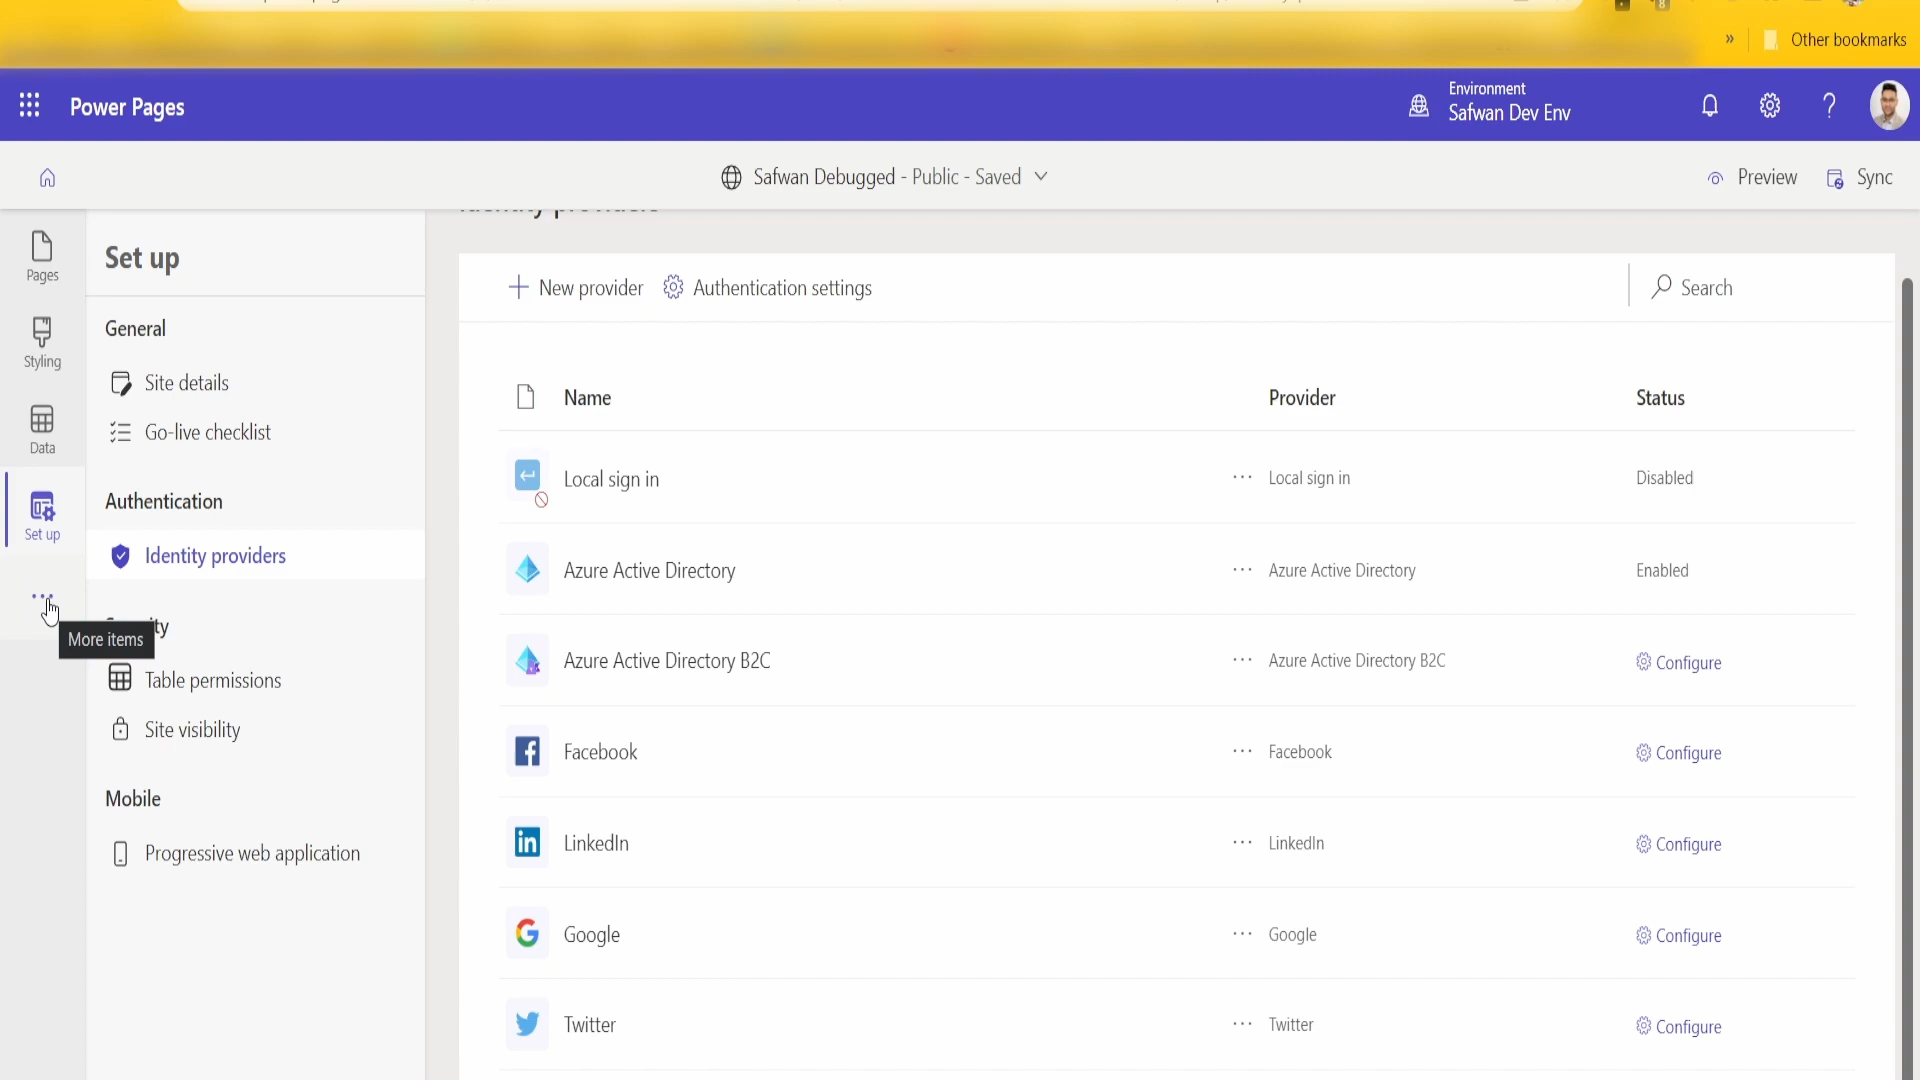 Other bookmarks
Power Pages
Environment
Safwan Dev Env
Safwan Debugged - Public - Saved
Preview
Sync
Pages
Styling
Data
Set up
More items
Set up
General
Site details
Go-live checklist
Authentication
Identity providers
Table permissions
Site visibility
Mobile
Progressive web application
New provider
Authentication settings
Search
Name Provider Status
Local sign in Local sign in Disabled
Azure Active Directory Azure Active Directory Enabled
Azure Active Directory B2C Azure Active Directory B2C Configure
Facebook Facebook Configure
LinkedIn LinkedIn Configure
Google Google Configure
Twitter Twitter Configure